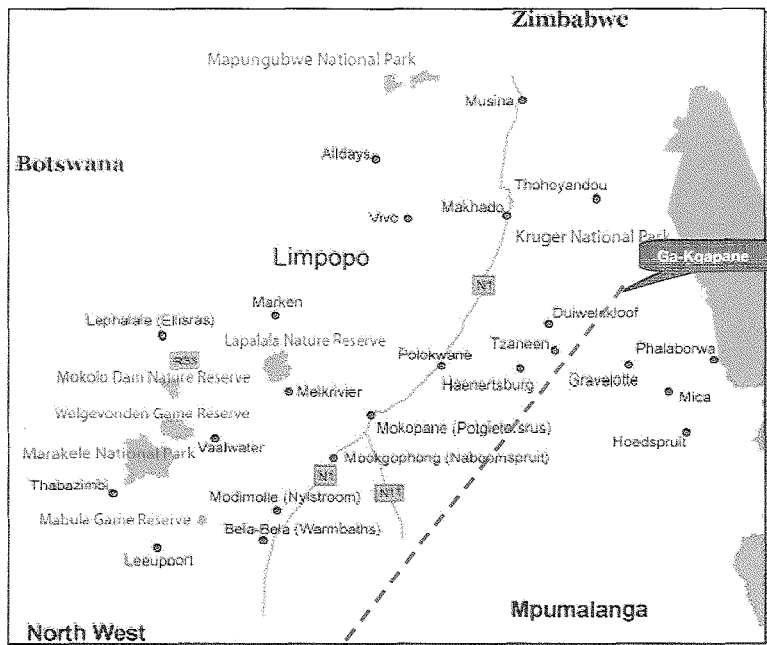 Zimbabwe
Mapungubwe National Park
Musina
Alldays
Botswana
Thohoyandou
Makhado
Vivo
Kruger National Park
Limpopo
Ga-Kgapane
N1
Marken
Lephalale (Ellisras)
Duiwelskloof
Lapalala Nature Reserve
Tzaneen
Polokwane
Phalaborwa
Mokolo Dam Nature Reserve
Haenertsburg
Gravelotte
Melkrivier
Mica
Welgevonden Game Reserve
Mokopane (Potgietersrus)
Hoedspruit
Vaalwater
Marakele National Park
Mookgophong (Naboomspruit)
N1
Thabazimbi
N11
Modimolle (Nylstroom)
Mabula Game Reserve
Bela-Bela (Warmbaths)
Leeupoort
Mpumalanga
North West